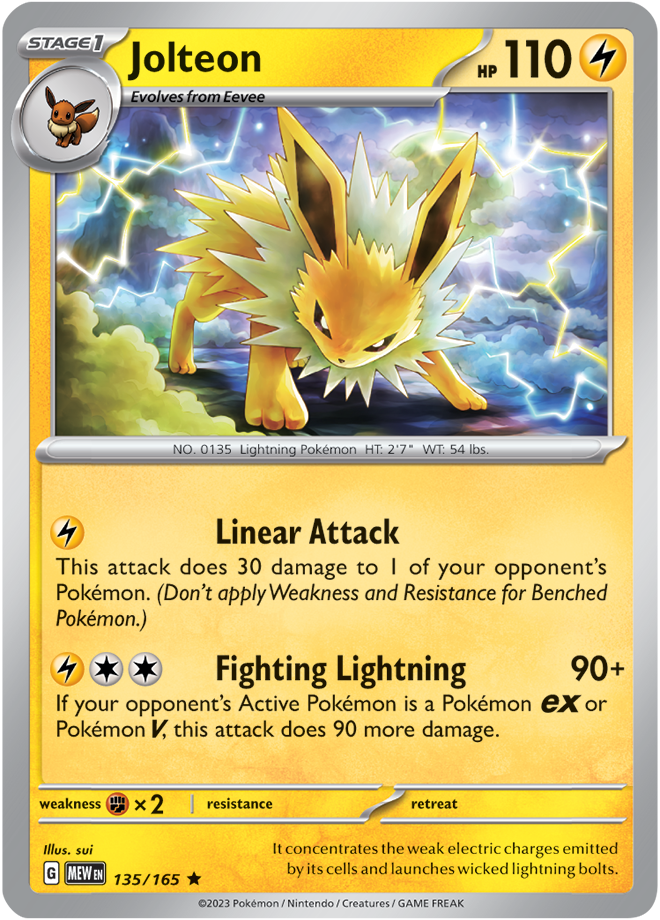 STAGE1 Jolteon HP 110
Evolves from Eevee
NO. 0135 Lightning Pokémon HT: 2'7" WT: 54 lbs.
Linear Attack
This attack does 30 damage to 1 of your opponent's
Pokémon. (Don't apply Weakness and Resistance for Benched
Pokémon.)
Fighting Lightning 90+
If your opponent's Active Pokémon is a Pokémon ex or
Pokémon V, this attack does 90 more damage.
weakness ×2 resistance retreat
Illus. sui
It concentrates the weak electric charges emitted
by its cells and launches wicked lightning bolts.
G MEW EN 135/165 ★
©2023 Pokémon / Nintendo / Creatures / GAME FREAK